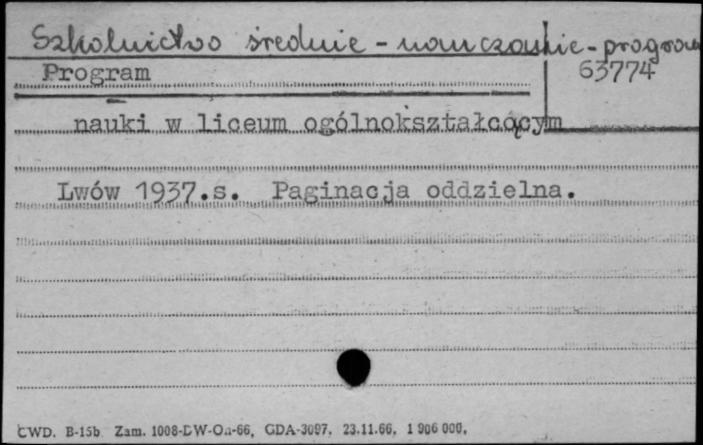 Szkolnictwo średnie - nauczanie - program
Program
63774
nauki w liceum ogólnokształcącym
Lwów 1937.s. Paginacja oddzielna.
CWD. B-15b Zam. 1008-DW-Oa-66, GDA-3097. 23.11.66. 1 906 000.